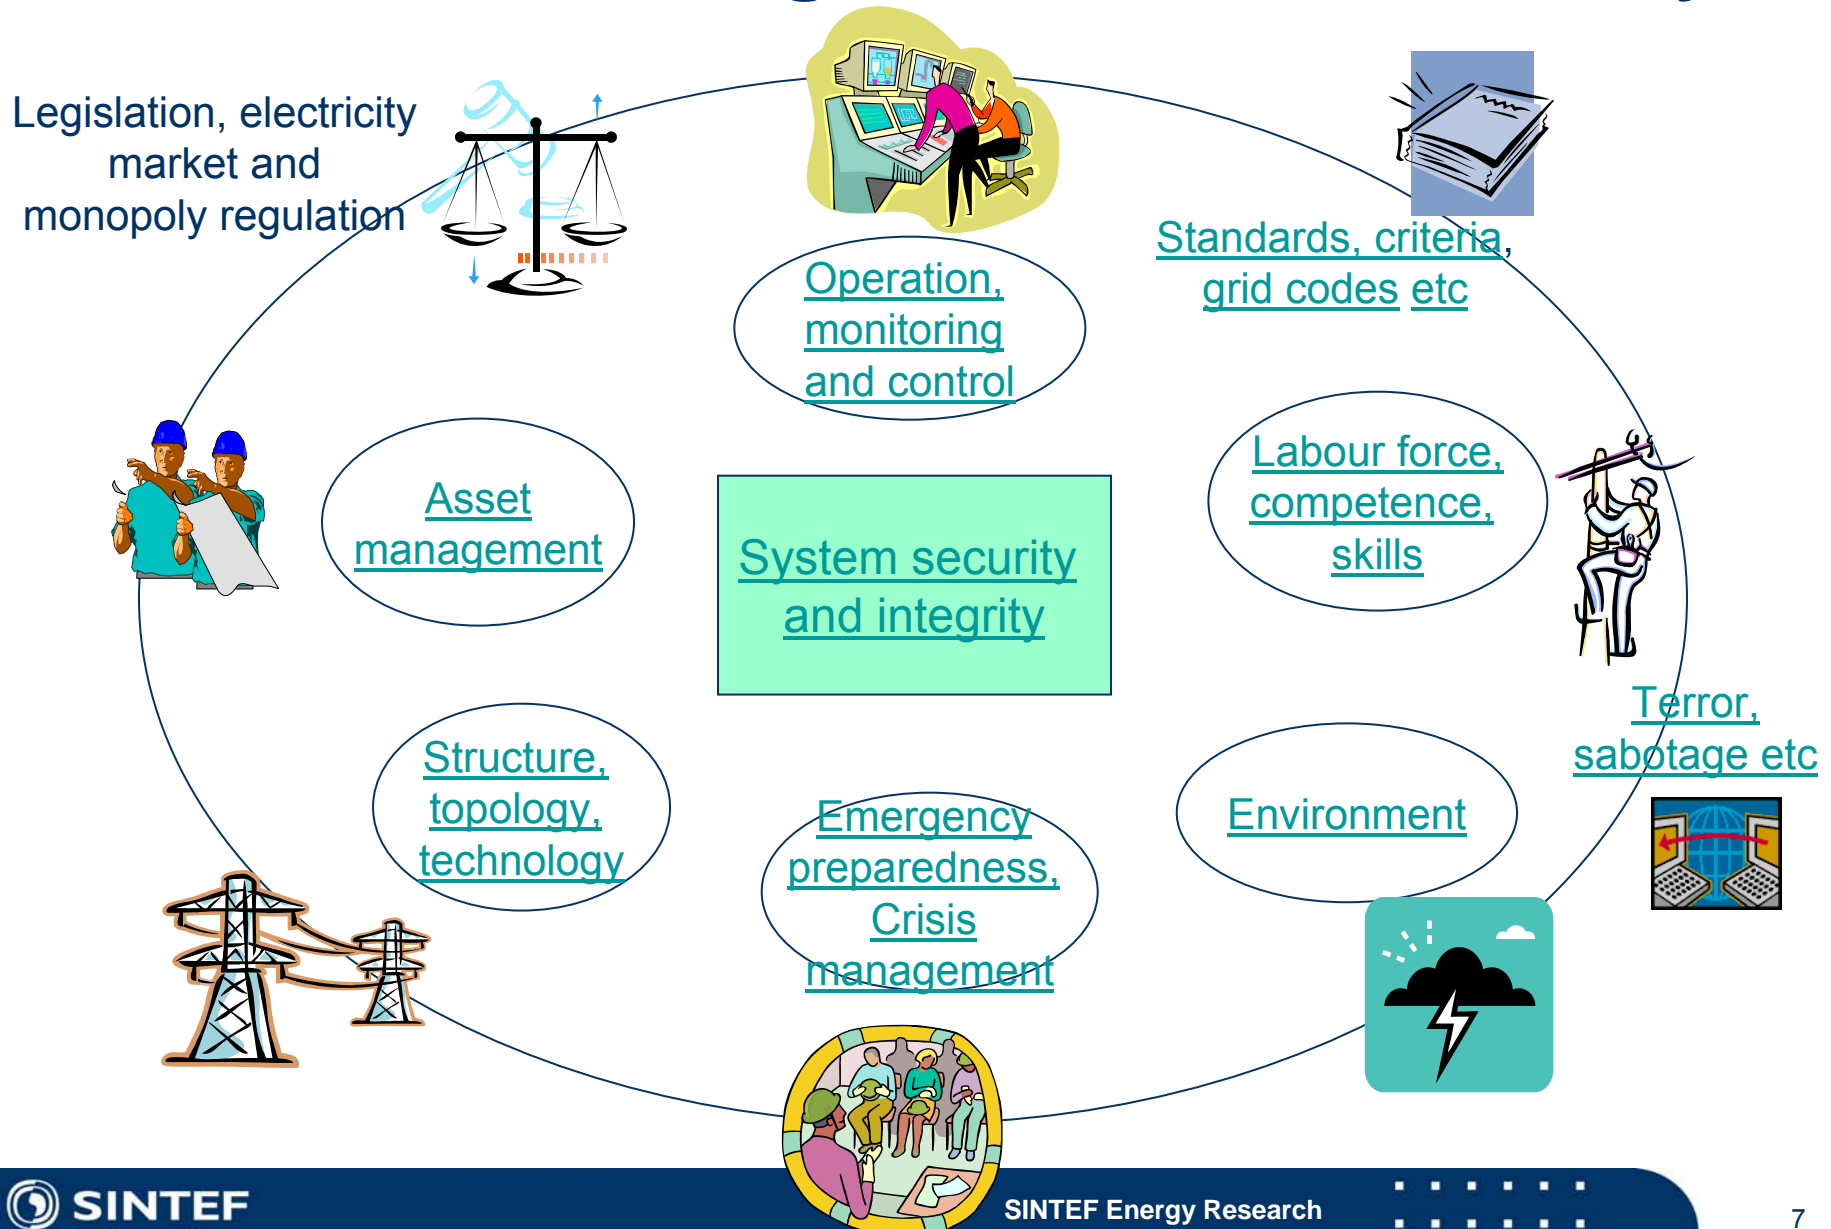 Legislation, electricity
market and
monopoly regulation
Operation,
monitoring
and control
Standards, criteria,
grid codes etc
Asset
management
System security
and integrity
Labour force,
competence,
skills
Terror,
sabotage etc
Structure,
topology,
technology
Emergency
preparedness,
Crisis
management
Environment
SINTEF
SINTEF Energy Research
7